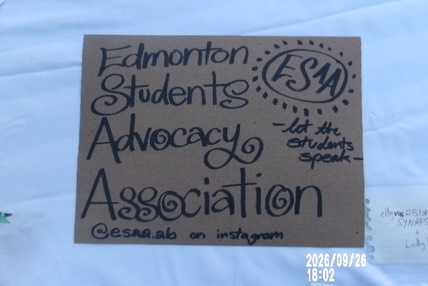 Edmonton
Students
Advocacy
Association
@esaa.ab on instagram
ESAA
-let the
students
speak-
2026/09/26
18:02